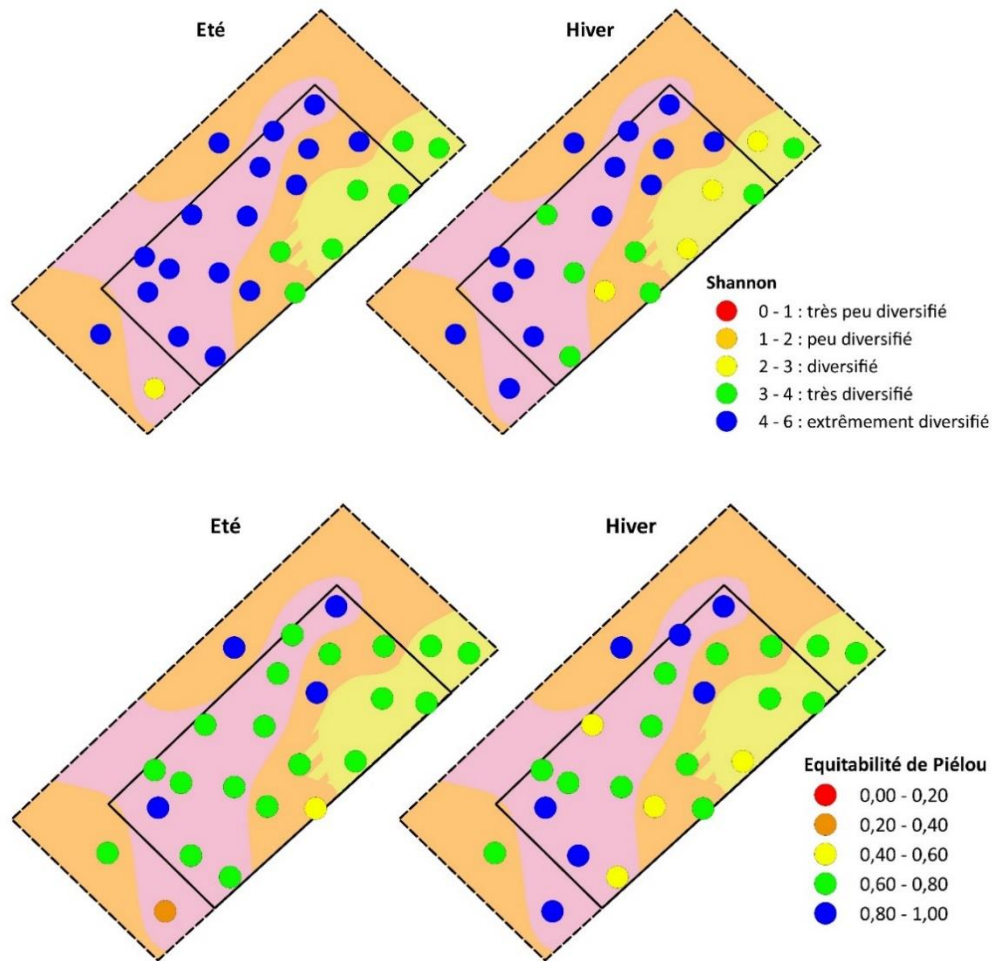 Eté
Hiver
Shannon
0 - 1 : très peu diversifié
1 - 2 : peu diversifié
2 - 3 : diversifié
3 - 4 : très diversifié
4 - 6 : extrêmement diversifié
Eté
Hiver
Equitabilité de Piélou
0,00 - 0,20
0,20 - 0,40
0,40 - 0,60
0,60 - 0,80
0,80 - 1,00